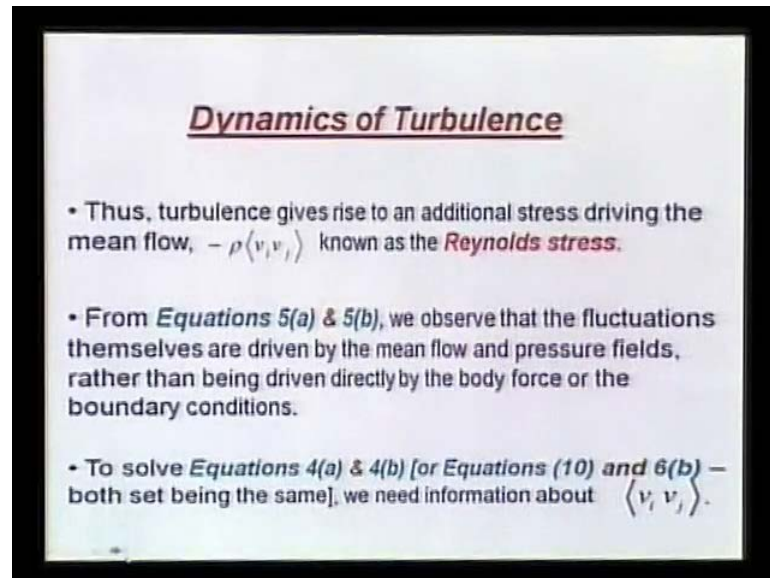 Dynamics of Turbulence
• Thus, turbulence gives rise to an additional stress driving the
mean flow, − ρ⟨vᵢvⱼ⟩ known as the Reynolds stress.
• From Equations 5(a) & 5(b), we observe that the fluctuations
themselves are driven by the mean flow and pressure fields,
rather than being driven directly by the body force or the
boundary conditions.
• To solve Equations 4(a) & 4(b) [or Equations (10) and 6(b) –
both set being the same], we need information about ⟨vᵢ vⱼ⟩.